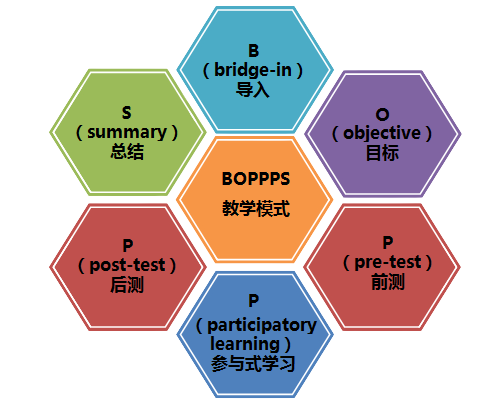 B
（bridge-in）
导入
O
（objective）
目标
P
（pre-test）
前测
P
（participatory
learning）
参与式学习
P
（post-test）
后测
S
（summary）
总结
BOPPPS
教学模式